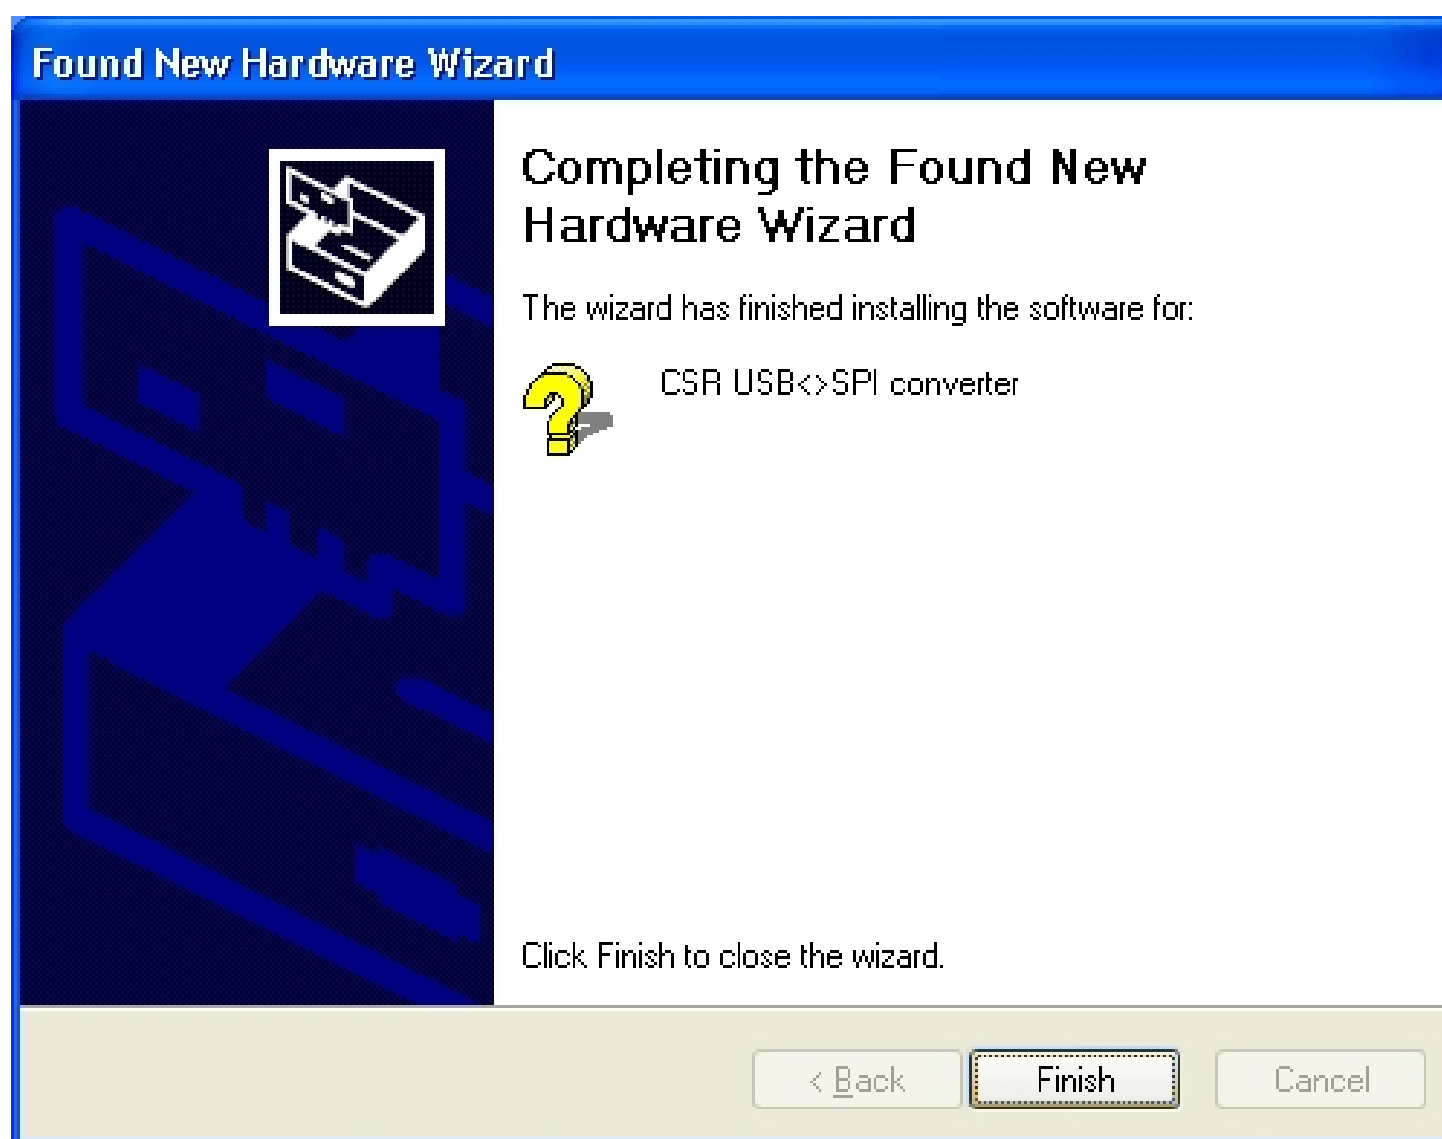 Found New Hardware Wizard
Completing the Found New
Hardware Wizard
The wizard has finished installing the software for:
CSR USB<>SPI converter
Click Finish to close the wizard.
< Back
Finish
Cancel